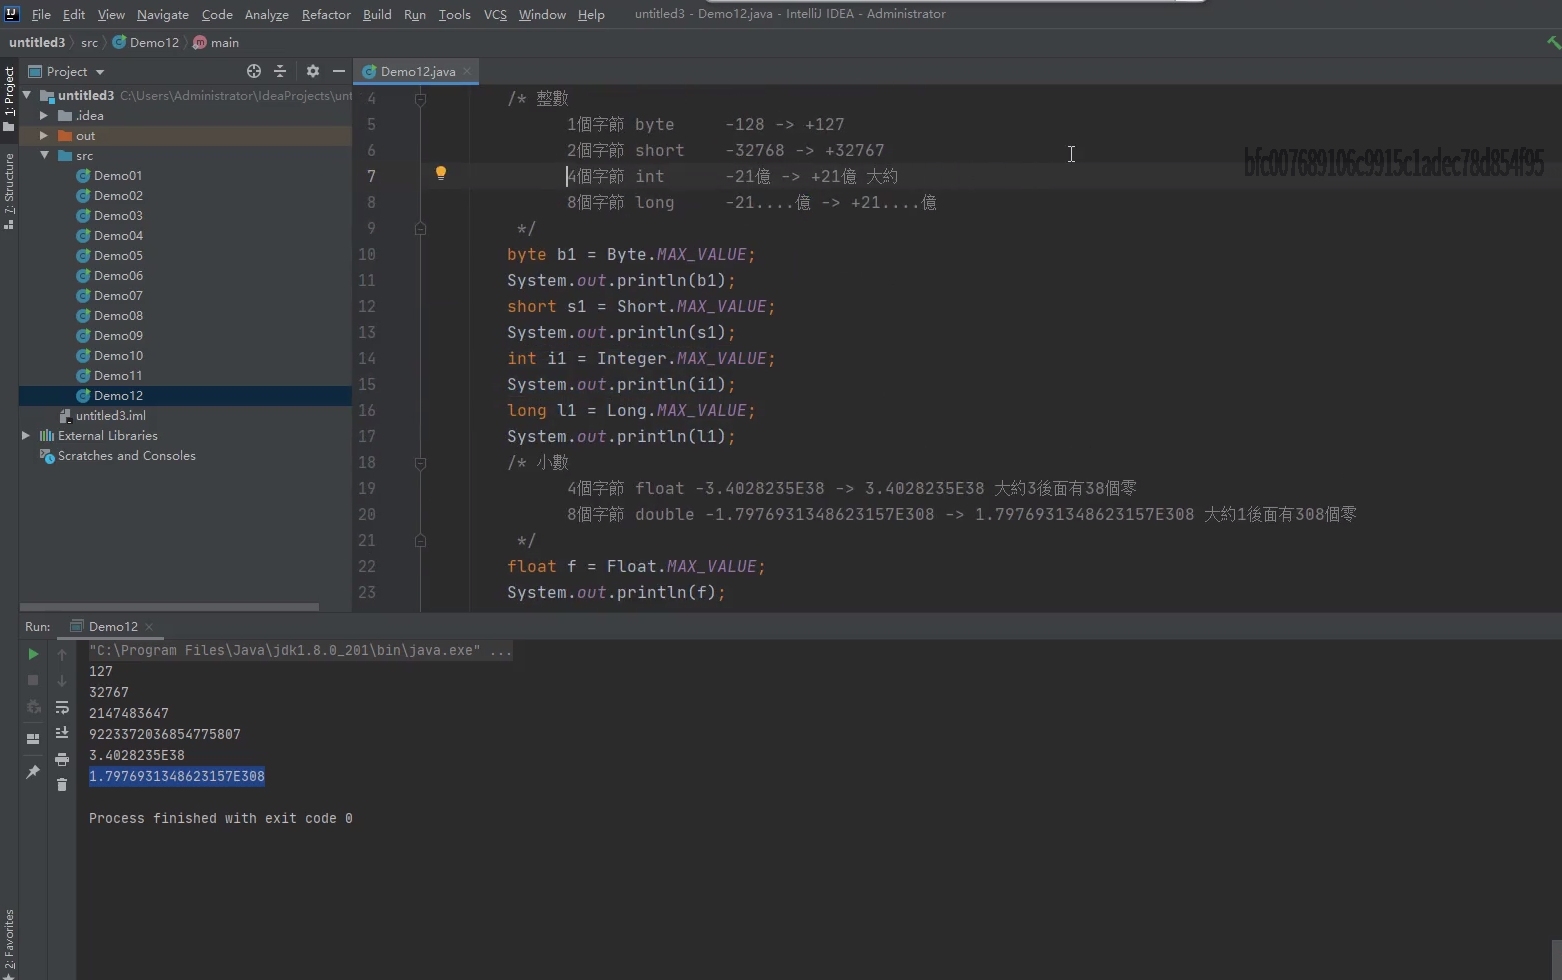 File Edit View Navigate Code Analyze Refactor Build Run Tools VCS Window Help untitled3 - Demo12.java - IntelliJ IDEA - Administrator
untitled3 src Demo12 main
1: Project
7: Structure
2: Favorites
Project
untitled3 C:\Users\Administrator\IdeaProjects\unt
.idea
out
src
Demo01
Demo02
Demo03
Demo04
Demo05
Demo06
Demo07
Demo08
Demo09
Demo10
Demo11
Demo12
untitled3.iml
External Libraries
Scratches and Consoles
Demo12.java
4 /* 整數
5 1個字節 byte -128 -> +127
6 2個字節 short -32768 -> +32767
bfc007689106c9915c1adec78d854f95
7 4個字節 int -21億 -> +21億 大約
8 8個字節 long -21....億 -> +21....億
9 */
10 byte b1 = Byte.MAX_VALUE;
11 System.out.println(b1);
12 short s1 = Short.MAX_VALUE;
13 System.out.println(s1);
14 int i1 = Integer.MAX_VALUE;
15 System.out.println(i1);
16 long l1 = Long.MAX_VALUE;
17 System.out.println(l1);
18 /* 小數
19 4個字節 float -3.4028235E38 -> 3.4028235E38 大約3後面有38個零
20 8個字節 double -1.7976931348623157E308 -> 1.7976931348623157E308 大約1後面有308個零
21 */
22 float f = Float.MAX_VALUE;
23 System.out.println(f);
Run: Demo12
"C:\Program Files\Java\jdk1.8.0_201\bin\java.exe" ...
127
32767
2147483647
9223372036854775807
3.4028235E38
1.7976931348623157E308
Process finished with exit code 0